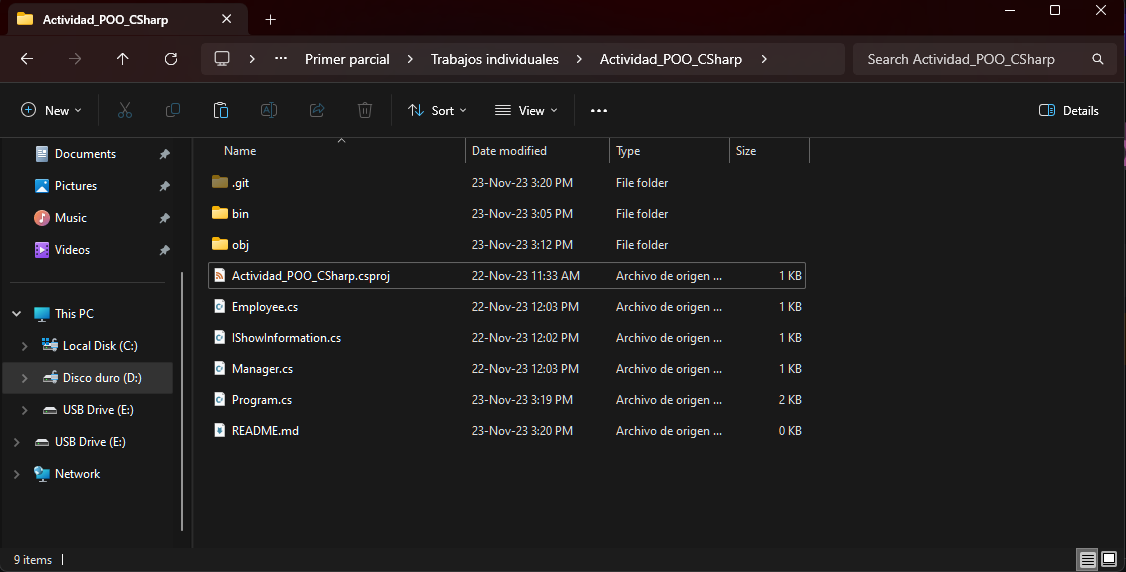 Actividad_POO_CSharp
Primer parcial Trabajos individuales Actividad_POO_CSharp Search Actividad_POO_CSharp
New Sort View Details
Documents
Pictures
Music
Videos
This PC
Local Disk (C:)
Disco duro (D:)
USB Drive (E:)
USB Drive (E:)
Network
Name Date modified Type Size
.git 23-Nov-23 3:20 PM File folder
bin 23-Nov-23 3:05 PM File folder
obj 23-Nov-23 3:12 PM File folder
Actividad_POO_CSharp.csproj 22-Nov-23 11:33 AM Archivo de origen ... 1 KB
Employee.cs 22-Nov-23 12:03 PM Archivo de origen ... 1 KB
IShowInformation.cs 22-Nov-23 12:02 PM Archivo de origen ... 1 KB
Manager.cs 22-Nov-23 12:03 PM Archivo de origen ... 1 KB
Program.cs 23-Nov-23 3:19 PM Archivo de origen ... 2 KB
README.md 23-Nov-23 3:20 PM Archivo de origen ... 0 KB
9 items